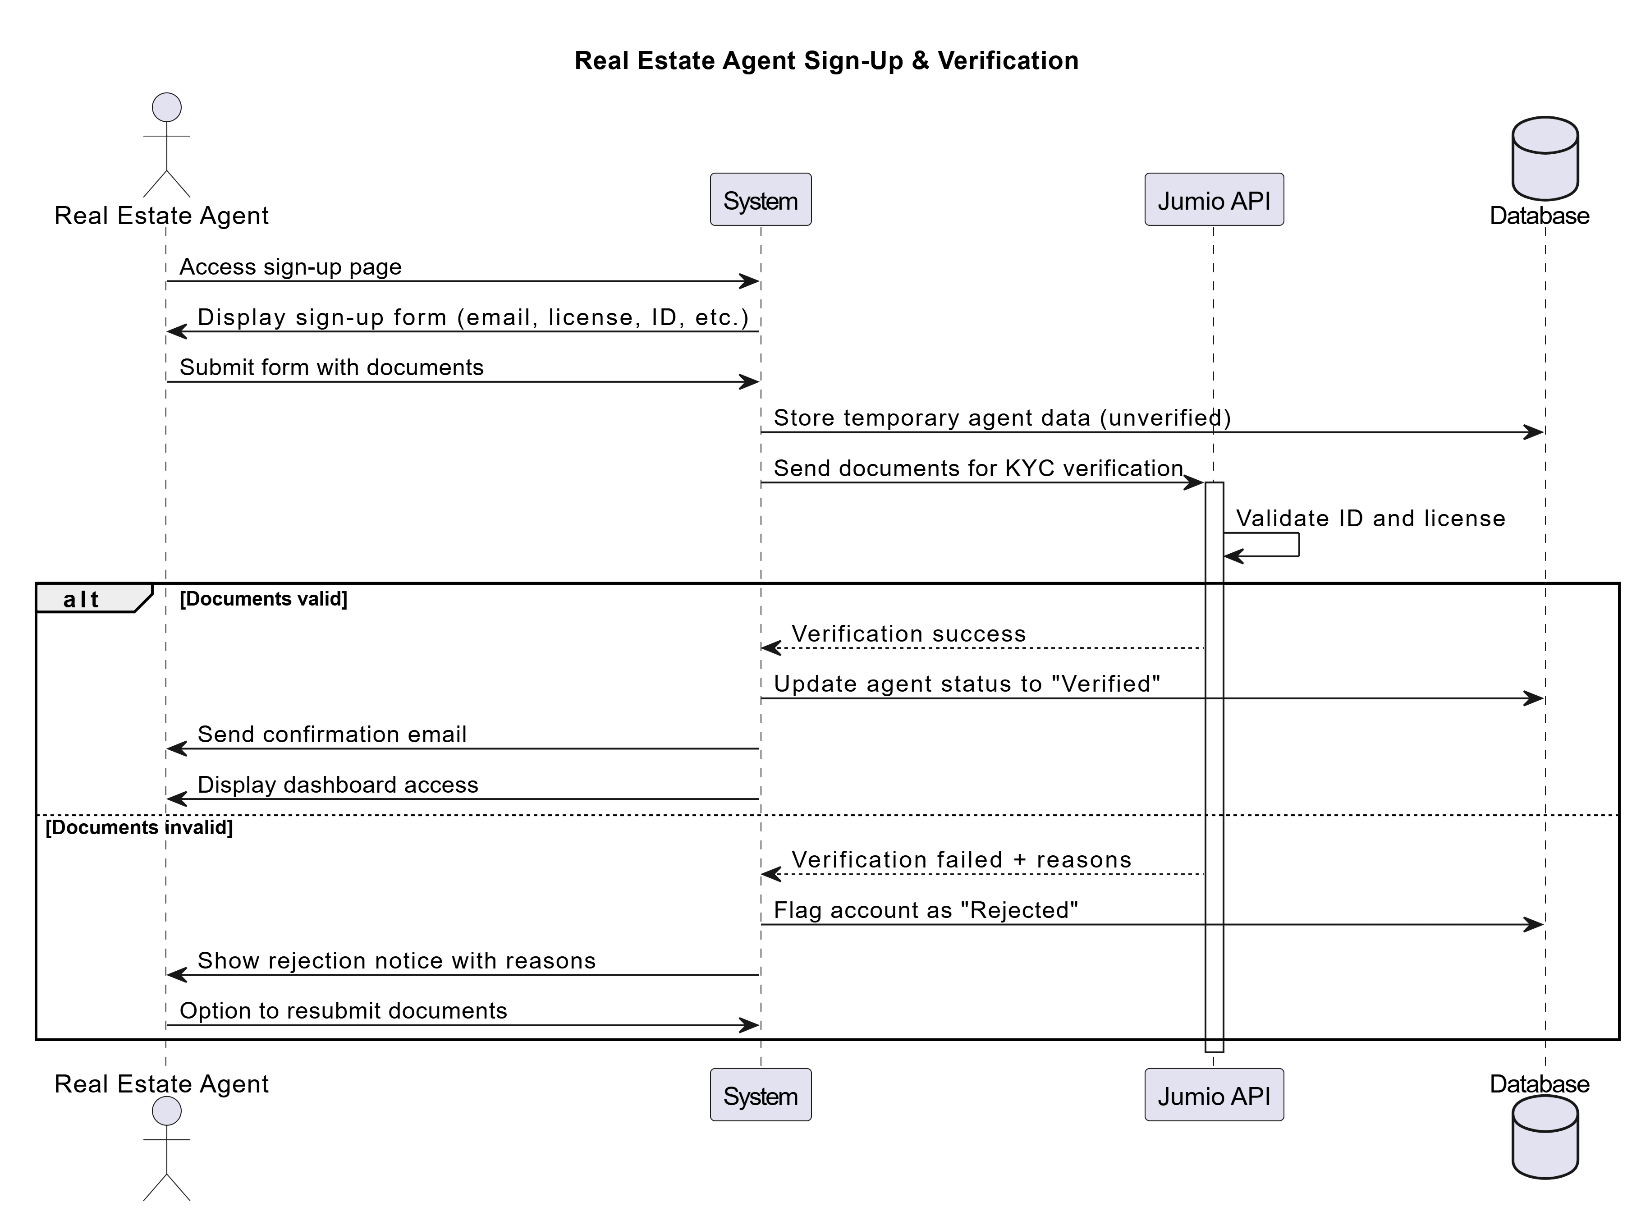 Real Estate Agent Sign-Up & Verification
Real Estate Agent
System
Jumio API
Database
Access sign-up page
Display sign-up form (email, license, ID, etc.)
Submit form with documents
Store temporary agent data (unverified)
Send documents for KYC verification
Validate ID and license
alt
[Documents valid]
Verification success
Update agent status to "Verified"
Send confirmation email
Display dashboard access
[Documents invalid]
Verification failed + reasons
Flag account as "Rejected"
Show rejection notice with reasons
Option to resubmit documents
Real Estate Agent
System
Jumio API
Database